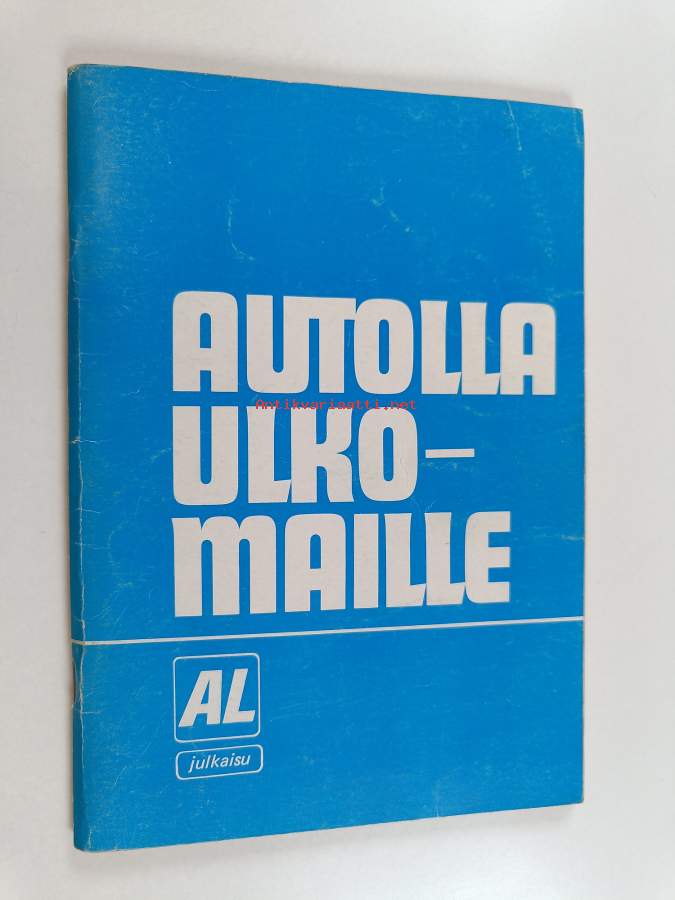 AUTOLLA
Antikvariaatti.net
ULKO-
MAILLE
AL
julkaisu